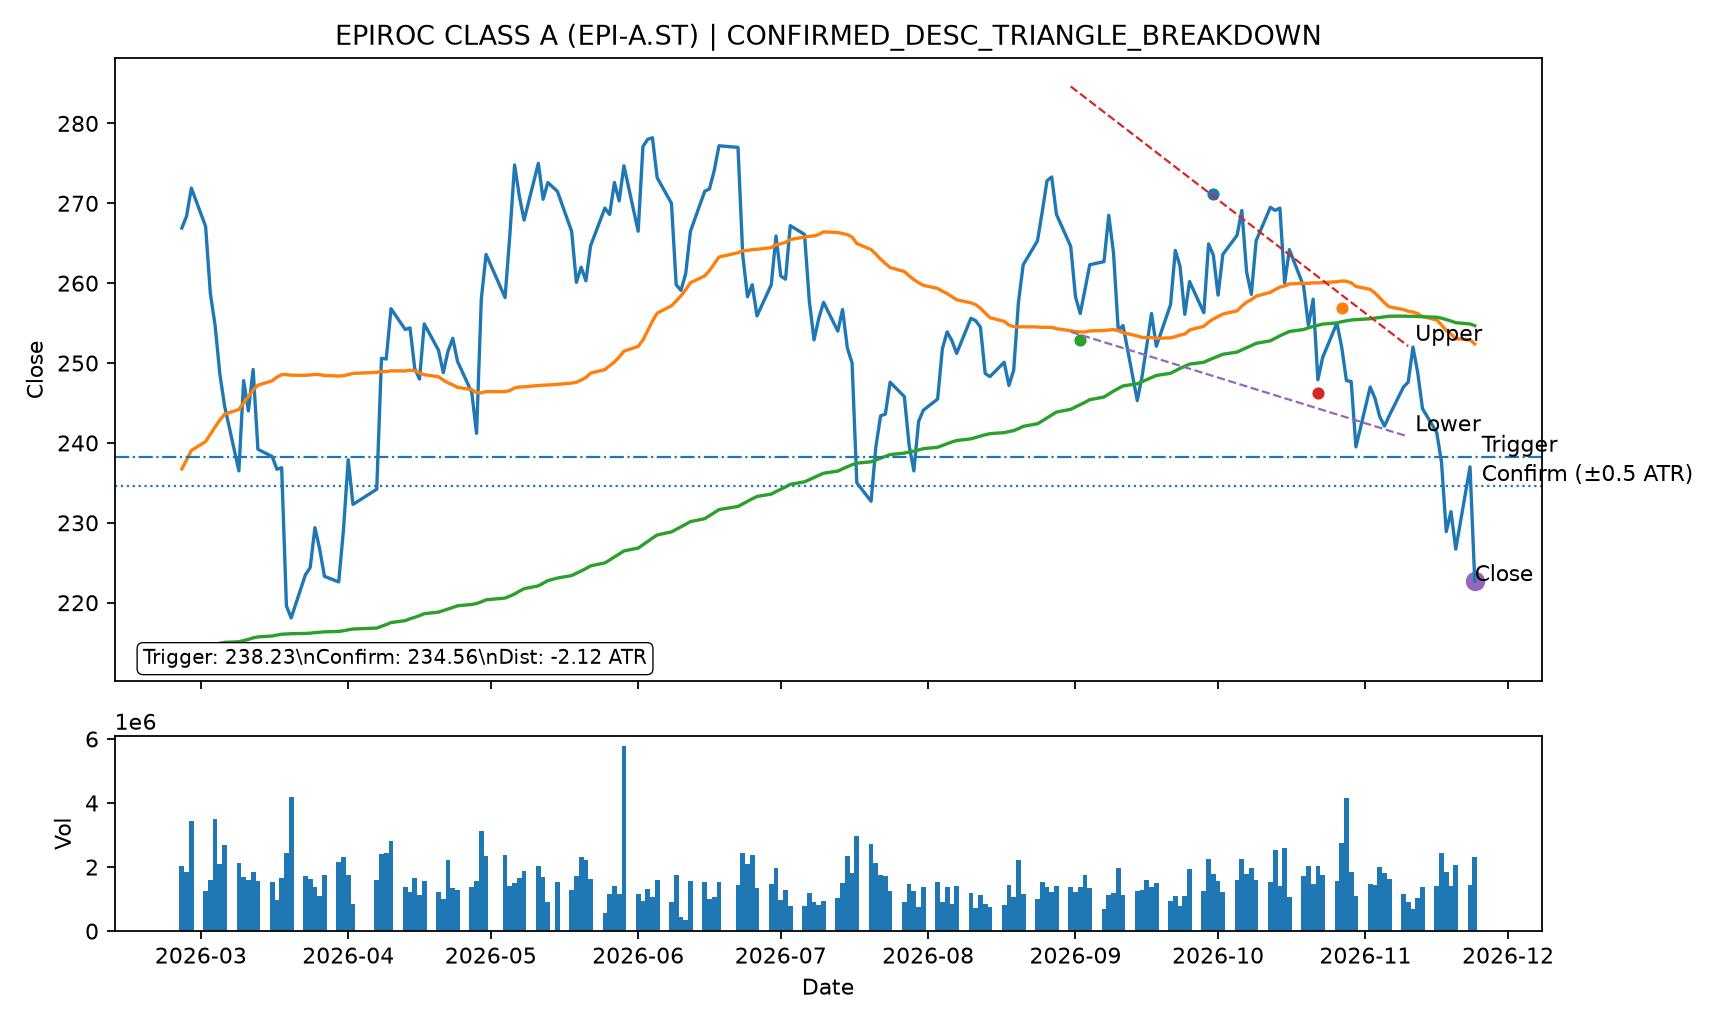 EPIROC CLASS A (EPI-A.ST) | CONFIRMED_DESC_TRIANGLE_BREAKDOWN
Close
280
270
260
250
240
230
220
Upper
Lower
Trigger
Confirm (±0.5 ATR)
Close
Trigger: 238.23\nConfirm: 234.56\nDist: -2.12 ATR
1e6
Vol
6
4
2
0
2026-03
2026-04
2026-05
2026-06
2026-07
2026-08
2026-09
2026-10
2026-11
2026-12
Date